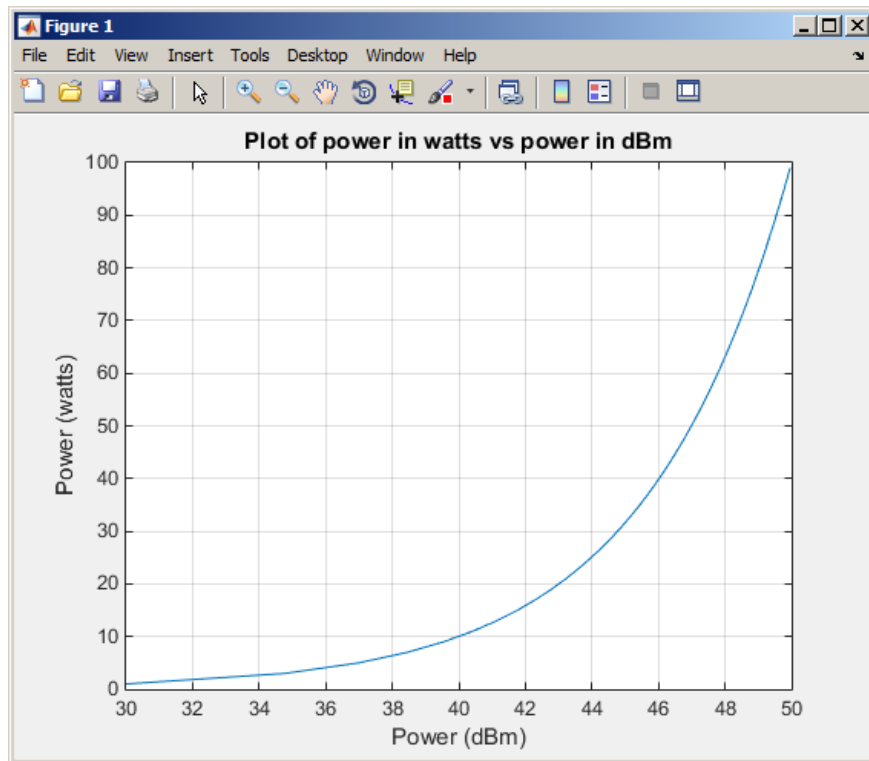 Figure 1
File Edit View Insert Tools Desktop Window Help
Plot of power in watts vs power in dBm
100
90
80
70
60
50
40
30
20
10
0
Power (watts)
30 32 34 36 38 40 42 44 46 48 50
Power (dBm)